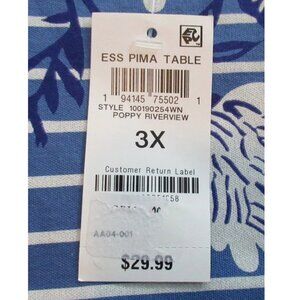 ESS PIMA TABLE
1 94145 75502 1
STYLE 100190254WN
POPPY RIVERVIEW
3X
Customer Return Label
AA04-001
$29.99